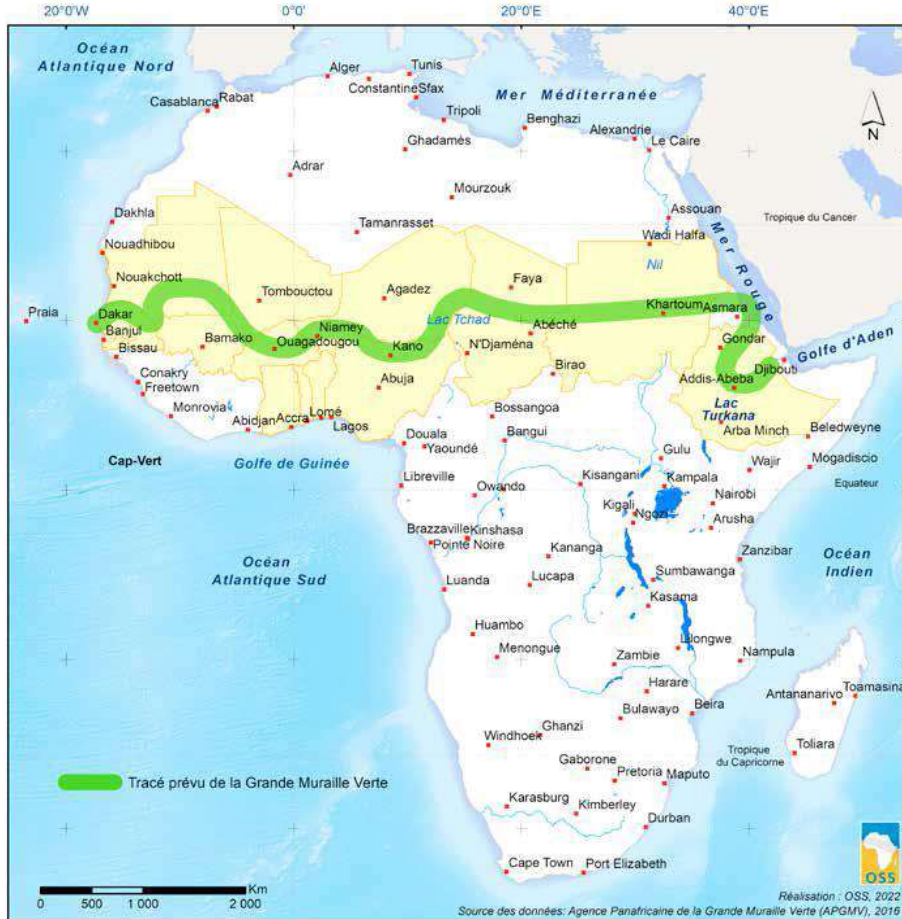 20°0'W
0°0'
20°0'E
40°0'E
Océan
Atlantique Nord
Alger
Tunis
Constantine
Sfax
Casablanca
Rabat
Mer Méditerranée
Tripoli
Benghazi
Alexandrie
Le Caire
N
Ghadamès
Adrar
Mourzouk
Assouan
Tropique du Cancer
Dakhla
Tamanrasset
Wadi Halfa
Mer Rouge
Nouadhibou
Nil
Nouakchott
Tombouctou
Agadez
Faya
Khartoum
Asmara
Praia
Dakar
Banjul
Bissau
Bamako
Niamey
Ouagadougou
Lac Tchad
Abéché
Kano
N'Djaména
Gondar
Golfe d'Aden
Djibouti
Conakry
Freetown
Abuja
Birao
Addis-Abeba
Lac
Turkana
Monrovia
Abidjan
Accra
Lomé
Lagos
Bossangoa
Arba Minch
Beledweyne
Douala
Yaoundé
Bangui
Cap-Vert
Golfe de Guinée
Gulu
Wajir
Mogadiscio
Libreville
Owando
Kisangani
Kampala
Equateur
Kigali
Ngozi
Nairobi
Arusha
Brazzaville
Kinshasa
Pointe Noire
Kananga
Zanzibar
Océan
Indien
Océan
Atlantique Sud
Luanda
Lucapa
Sumbawanga
Kasama
Huambo
Menongue
Lilongwe
Zambie
Nampula
Harare
Antananarivo
Toamasina
Bulawayo
Beira
Ghanzi
Windhoek
Gaborone
Tropique
du Capricorne
Toliara
Tracé prévu de la Grande Muraille Verte
Pretoria
Maputo
Karasburg
Kimberley
Durban
Cape Town
Port Elizabeth
OSS
Km
0 500 1 000 2 000
Réalisation : OSS, 2022
Source des données: Agence Panafricaine de la Grande Muraille Verte (APGMV), 2016